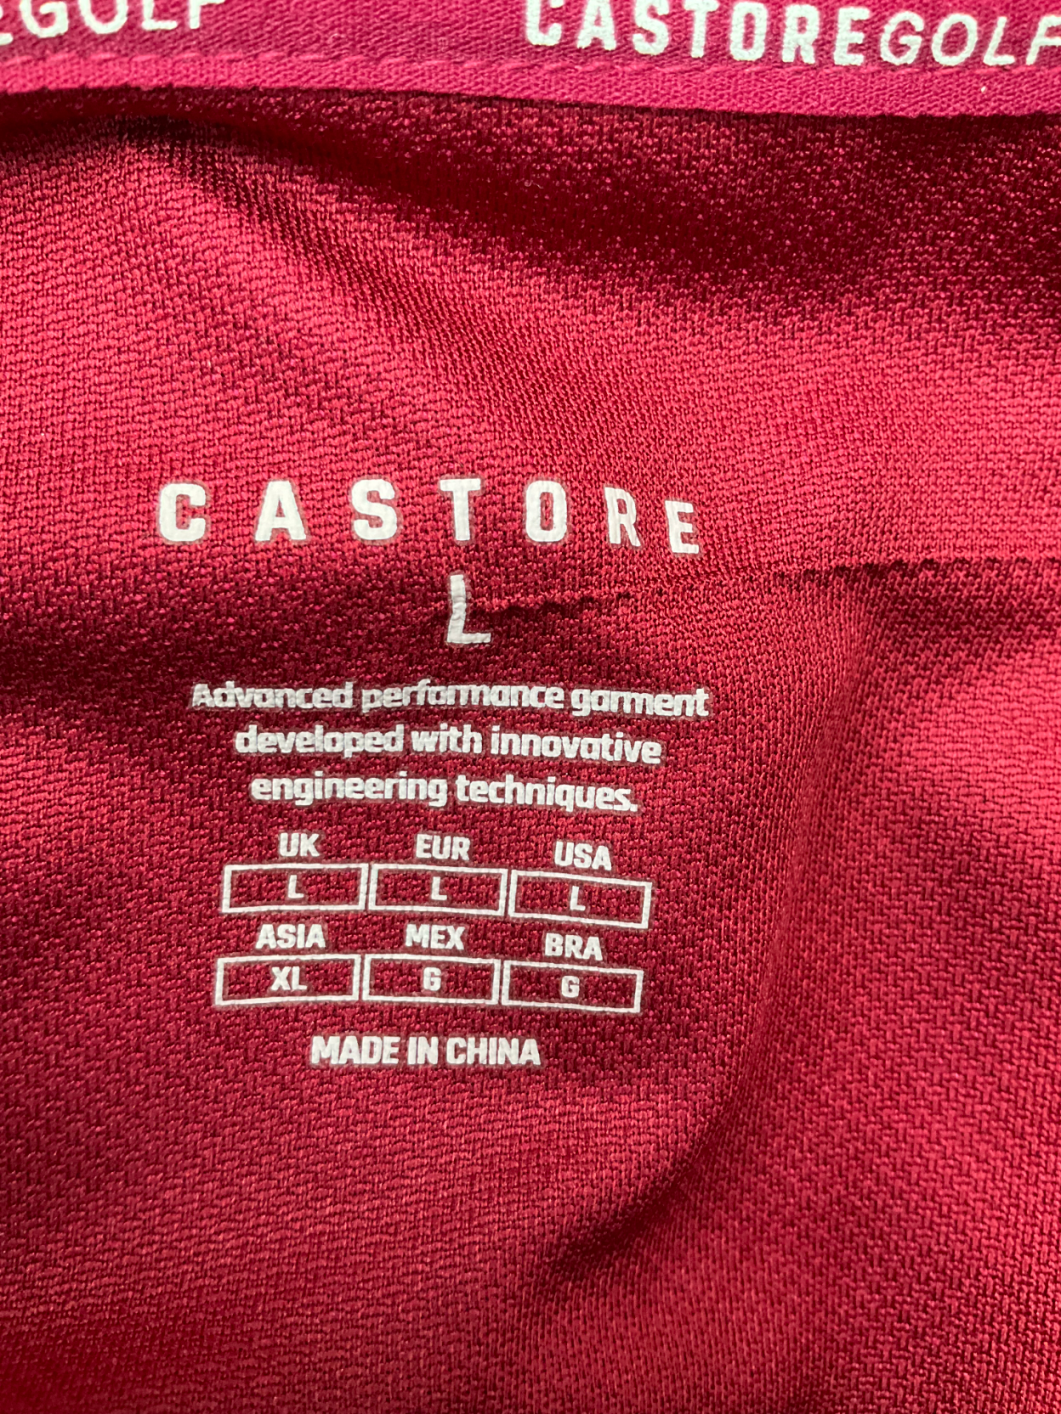 GOLF CASTOREGOLF
CASTORE
L
Advanced performance garment
developed with innovative
engineering techniques.
UK EUR USA
L L L
ASIA MEX BRA
XL G G
MADE IN CHINA